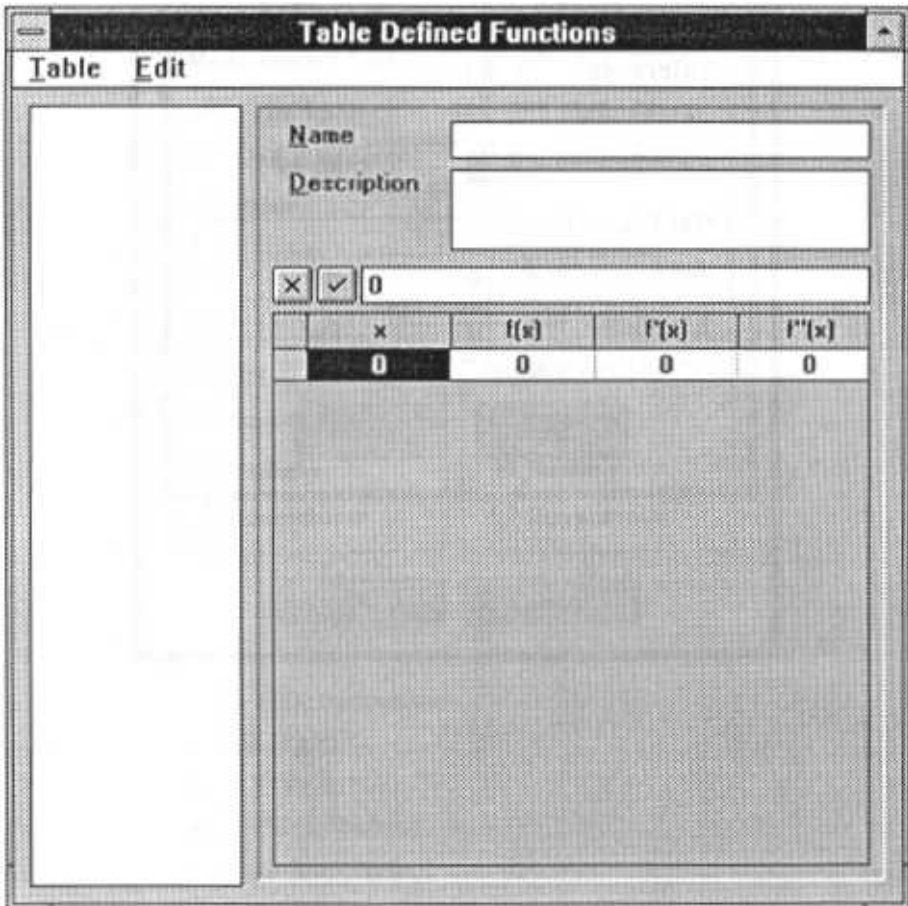 Table Defined Functions
Table Edit
Name
Description
0
x f(x) f'(x) f''(x)
0 0 0 0